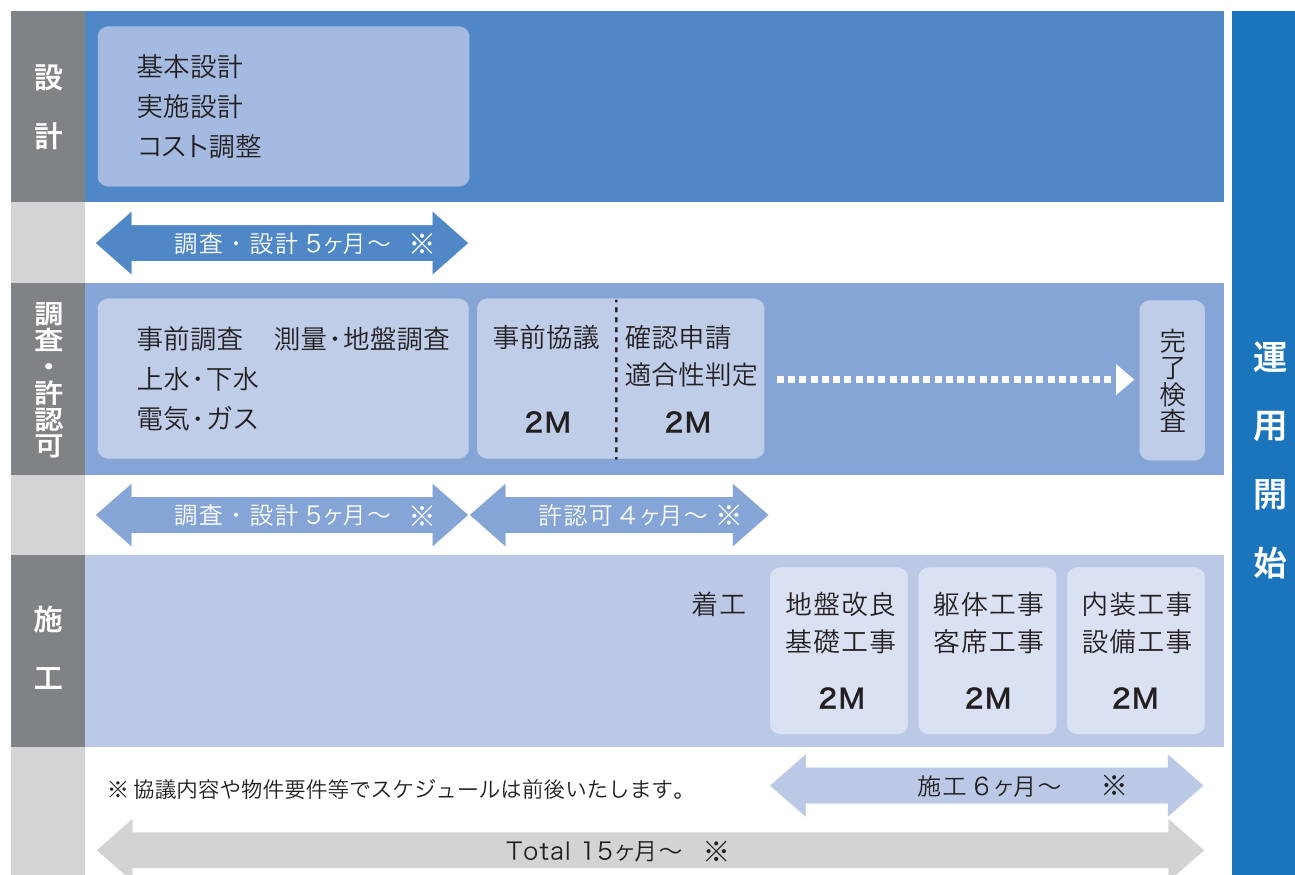 設計
基本設計
実施設計
コスト調整
調査・設計 5ヶ月〜 ※
調査・許認可
事前調査 測量・地盤調査
上水・下水
電気・ガス
事前協議
2M
確認申請
適合性判定
2M
完了検査
調査・設計 5ヶ月〜 ※
許認可 4ヶ月〜 ※
施工
着工
地盤改良
基礎工事
2M
躯体工事
客席工事
2M
内装工事
設備工事
2M
施工 6ヶ月〜 ※
※ 協議内容や物件要件等でスケジュールは前後いたします。
Total 15ヶ月〜 ※
運用開始